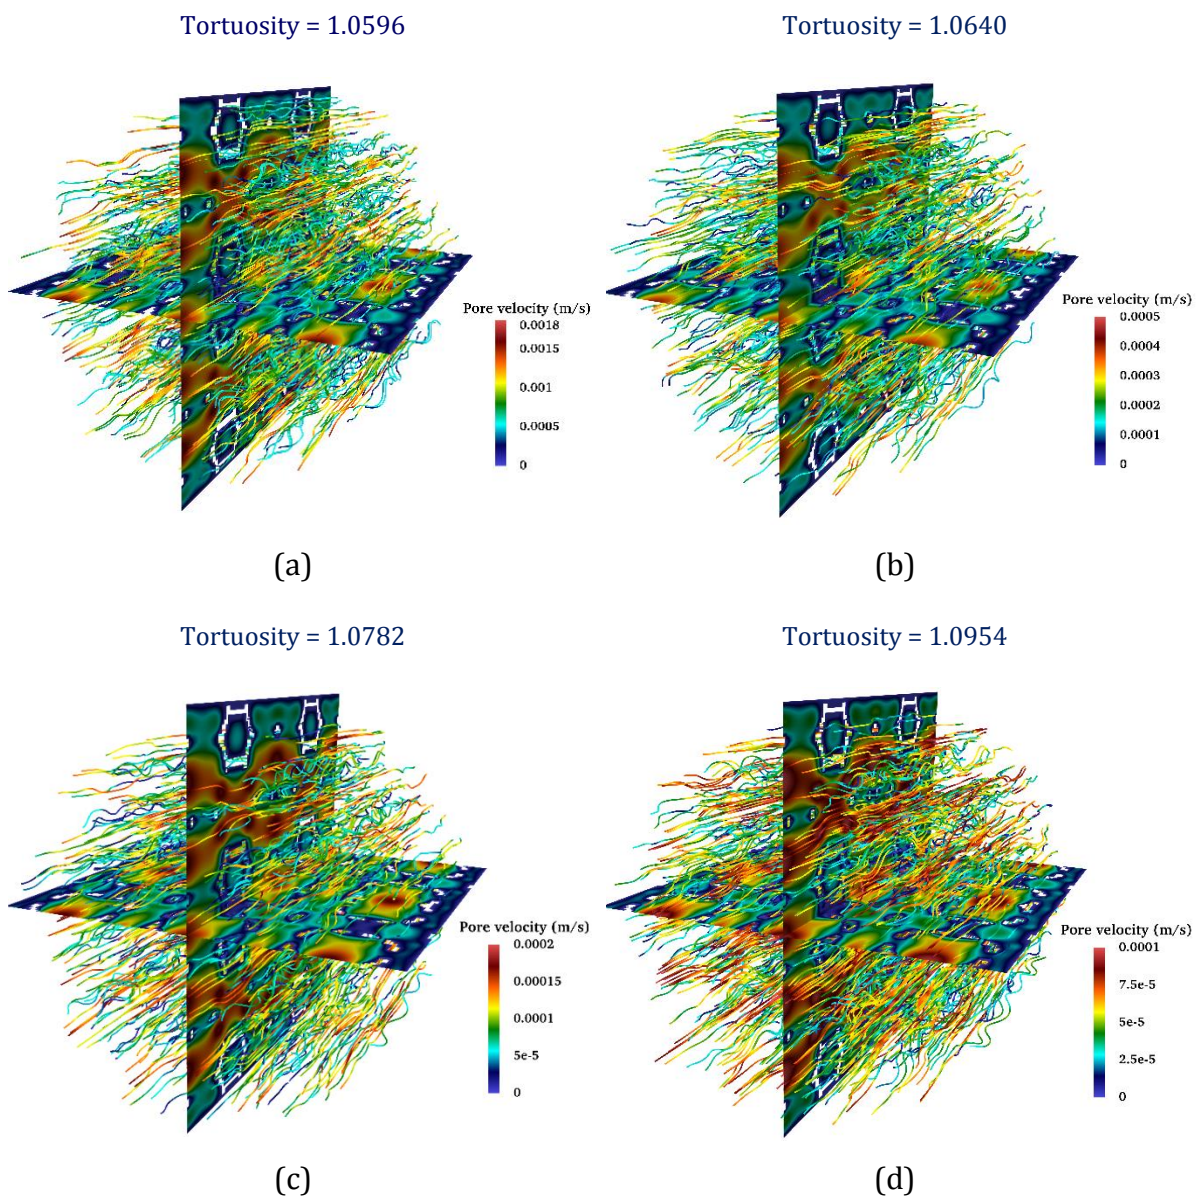 Tortuosity = 1.0596
Tortuosity = 1.0640
Pore velocity (m/s)
0.0018
0.0015
0.001
0.0005
0
Pore velocity (m/s)
0.0005
0.0004
0.0003
0.0002
0.0001
0
(a)
(b)
Tortuosity = 1.0782
Tortuosity = 1.0954
Pore velocity (m/s)
0.0002
0.00015
0.0001
5e-5
0
Pore velocity (m/s)
0.0001
7.5e-5
5e-5
2.5e-5
0
(c)
(d)